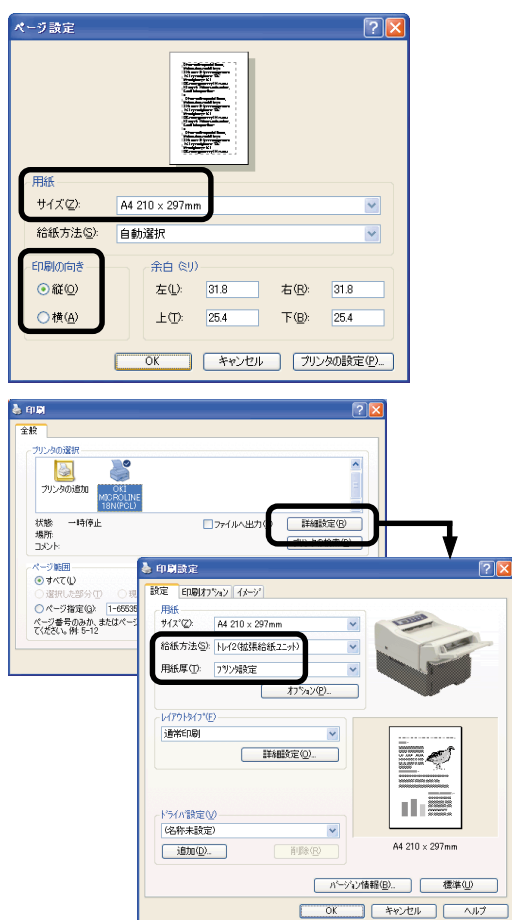 ページ設定
用紙
サイズ(Z): A4 210 x 297mm
給紙方法(S): 自動選択
印刷の向き
縦(O)
横(A)
余白 (ミリ)
左(L): 31.8 右(R): 31.8
上(T): 25.4 下(B): 25.4
OK キャンセル プリンタの設定(P)...
印刷
全般
プリンタの選択
プリンタの追加
OKI
MICROLINE
18N(PCL)
状態: 一時停止
場所:
コメント:
ファイルへ出力
詳細設定(R)
ページ範囲
すべて(L)
選択した部分(T)
ページ指定(G): 1-65535
ページ番号のみか、またはペー
てください。例: 5-12
印刷設定
設定 印刷オプション イメージ
用紙
サイズ(Z): A4 210 x 297mm
給紙方法(S): トレイ2(拡張給紙ユニット)
用紙厚(T): プリンタ設定
オプション(P)...
レイアウトタイプ(F)
通常印刷
詳細設定(O)...
ドライバ設定(V)
(名称未設定)
追加(D)... 削除(R)
A4 210 x 297mm
バージョン情報(B)... 標準(U)
OK キャンセル ヘルプ